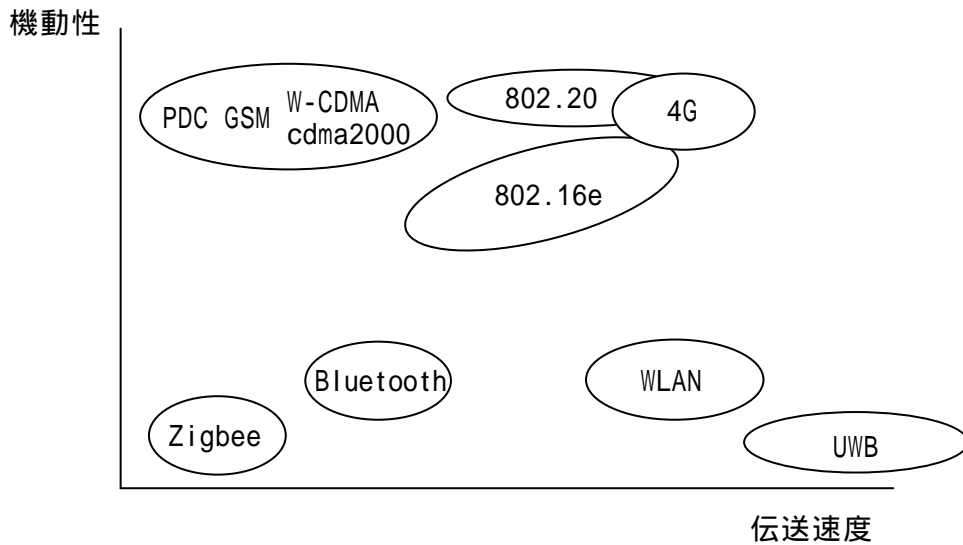 機動性
PDC GSM W-CDMA
cdma2000
802.20
4G
802.16e
Bluetooth
WLAN
Zigbee
UWB
伝送速度